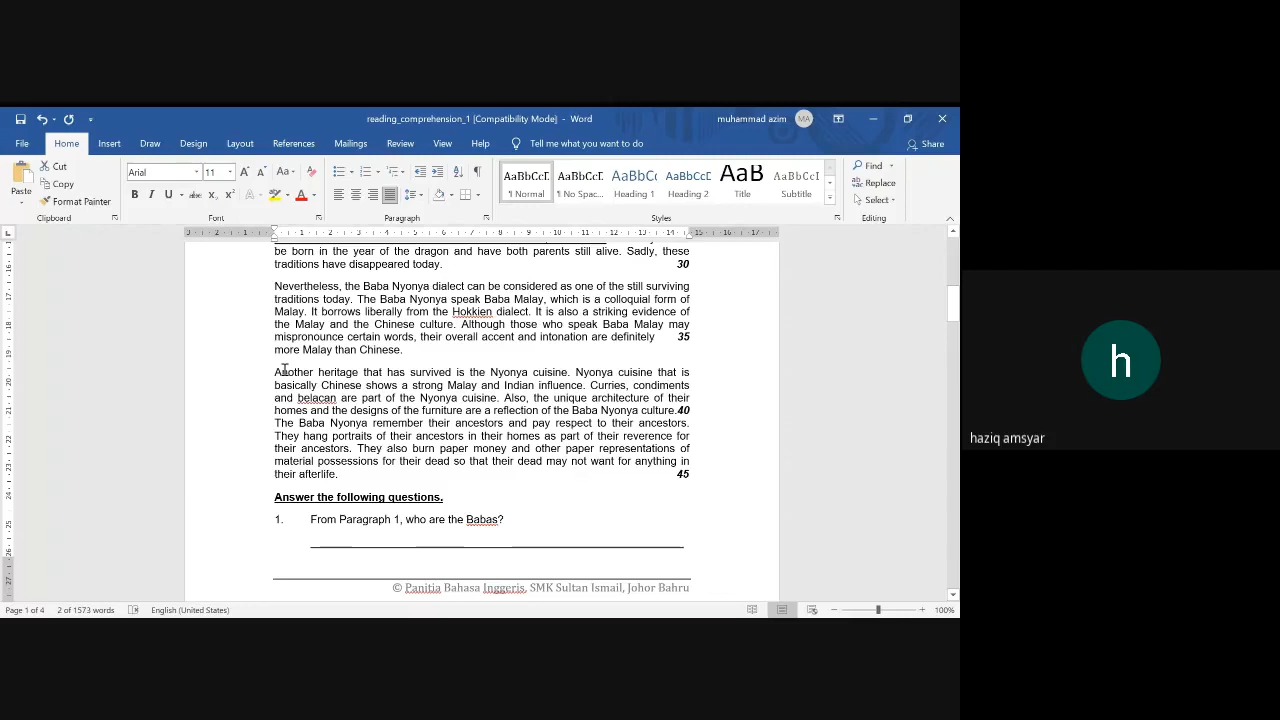 reading_comprehension_1 [Compatibility Mode] - Word
muhammad azim
MA
File Home Insert Draw Design Layout References Mailings Review View Help Tell me what you want to do
Share
Paste
Cut
Copy
Format Painter
Clipboard
Arial 11
B I U
Font
Paragraph
AaBbCcI AaBbCcI AaBbCc AaBbCcI AaB AaBbCcI
¶ Normal ¶ No Spac... Heading 1 Heading 2 Title Subtitle
Styles
Find
Replace
Select
Editing
be born in the year of the dragon and have both parents still alive. Sadly, these
traditions have disappeared today. 30
Nevertheless, the Baba Nyonya dialect can be considered as one of the still surviving
traditions today. The Baba Nyonya speak Baba Malay, which is a colloquial form of
Malay. It borrows liberally from the Hokkien dialect. It is also a striking evidence of
the Malay and the Chinese culture. Although those who speak Baba Malay may
mispronounce certain words, their overall accent and intonation are definitely 35
more Malay than Chinese.
Another heritage that has survived is the Nyonya cuisine. Nyonya cuisine that is
basically Chinese shows a strong Malay and Indian influence. Curries, condiments
and belacan are part of the Nyonya cuisine. Also, the unique architecture of their
homes and the designs of the furniture are a reflection of the Baba Nyonya culture.40
The Baba Nyonya remember their ancestors and pay respect to their ancestors.
They hang portraits of their ancestors in their homes as part of their reverence for
their ancestors. They also burn paper money and other paper representations of
material possessions for their dead so that their dead may not want for anything in
their afterlife. 45
Answer the following questions.
1. From Paragraph 1, who are the Babas?
© Panitia Bahasa Inggeris, SMK Sultan Ismail, Johor Bahru
Page 1 of 4 2 of 1573 words English (United States) 100%
h
haziq amsyar